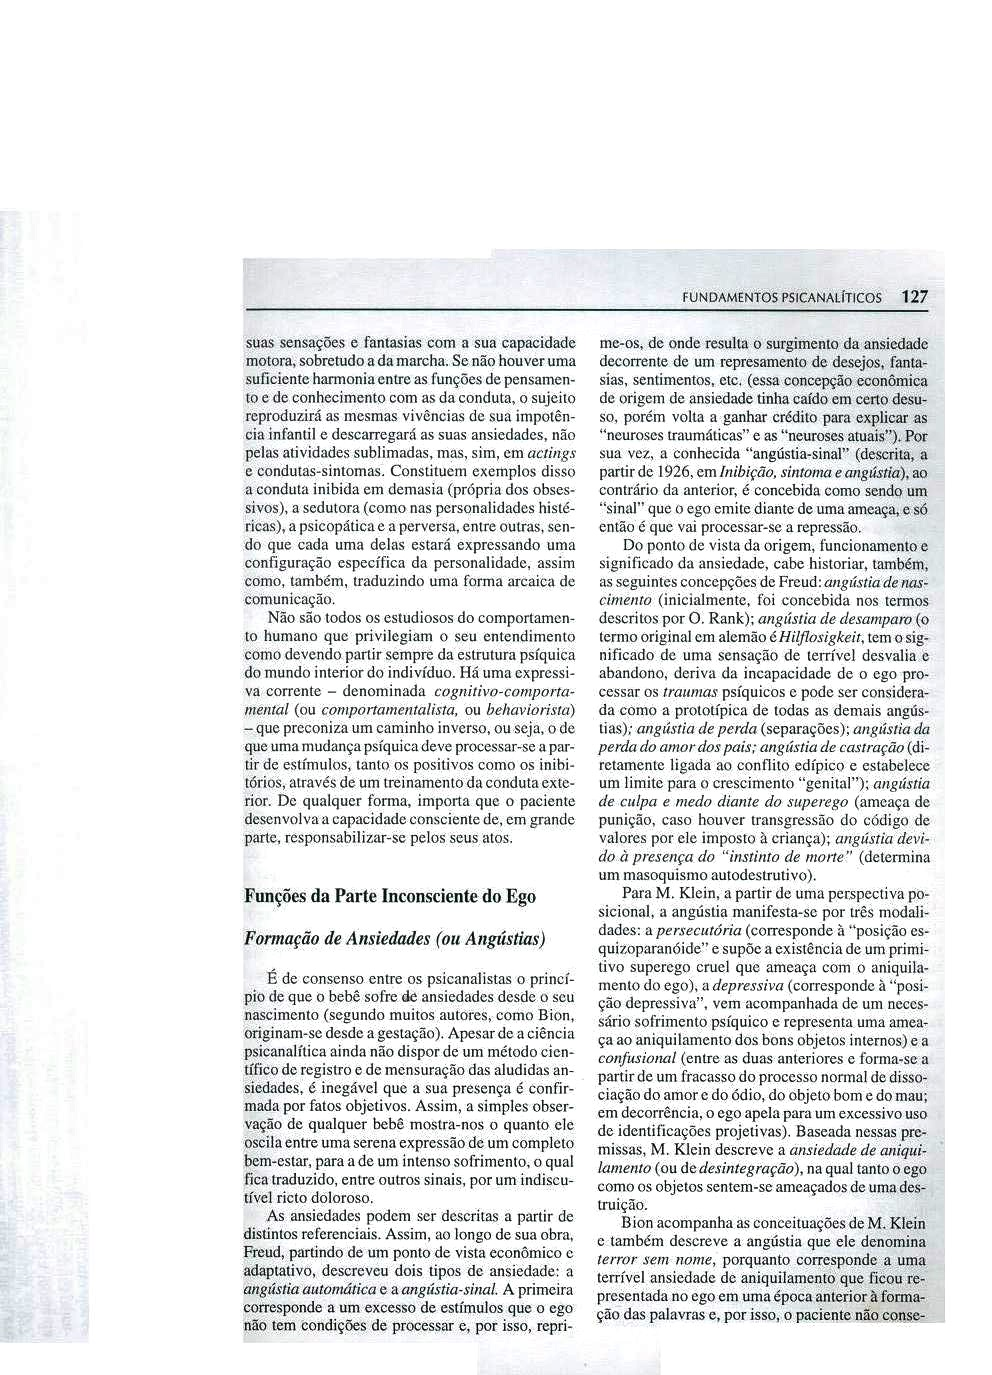 FUNDAMENTOS PSICANALÍTICOS 127
suas sensações e fantasias com a sua capacidade
motora, sobretudo a da marcha. Se não houver uma
suficiente harmonia entre as funções de pensamen-
to e de conhecimento com as da conduta, o sujeito
reproduzirá as mesmas vivências de sua impotên-
cia infantil e descarregará as suas ansiedades, não
pelas atividades sublimadas, mas, sim, em actings
e condutas-sintomas. Constituem exemplos disso
a conduta inibida em demasia (própria dos obses-
sivos), a sedutora (como nas personalidades histé-
ricas), a psicopática e a perversa, entre outras, sen-
do que cada uma delas estará expressando uma
configuração específica da personalidade, assim
como, também, traduzindo uma forma arcaica de
comunicação.
Não são todos os estudiosos do comportamen-
to humano que privilegiam o seu entendimento
como devendo partir sempre da estrutura psíquica
do mundo interior do indivíduo. Há uma expressi-
va corrente – denominada cognitivo-comporta-
mental (ou comportamentalista, ou behaviorista)
– que preconiza um caminho inverso, ou seja, o de
que uma mudança psíquica deve processar-se a par-
tir de estímulos, tanto os positivos como os inibi-
tórios, através de um treinamento da conduta exte-
rior. De qualquer forma, importa que o paciente
desenvolva a capacidade consciente de, em grande
parte, responsabilizar-se pelos seus atos.
Funções da Parte Inconsciente do Ego
Formação de Ansiedades (ou Angústias)
É de consenso entre os psicanalistas o princí-
pio de que o bebê sofre de ansiedades desde o seu
nascimento (segundo muitos autores, como Bion,
originam-se desde a gestação). Apesar de a ciência
psicanalítica ainda não dispor de um método cien-
tífico de registro e de mensuração das aludidas an-
siedades, é inegável que a sua presença é confir-
mada por fatos objetivos. Assim, a simples obser-
vação de qualquer bebê mostra-nos o quanto ele
oscila entre uma serena expressão de um completo
bem-estar, para a de um intenso sofrimento, o qual
fica traduzido, entre outros sinais, por um indiscu-
tível ricto doloroso.
As ansiedades podem ser descritas a partir de
distintos referenciais. Assim, ao longo de sua obra,
Freud, partindo de um ponto de vista econômico e
adaptativo, descreveu dois tipos de ansiedade: a
angústia automática e a angústia-sinal. A primeira
corresponde a um excesso de estímulos que o ego
não tem condições de processar e, por isso, repri-
me-os, de onde resulta o surgimento da ansiedade
decorrente de um represamento de desejos, fanta-
sias, sentimentos, etc. (essa concepção econômica
de origem de ansiedade tinha caído em certo desu-
so, porém volta a ganhar crédito para explicar as
“neuroses traumáticas” e as “neuroses atuais”). Por
sua vez, a conhecida “angústia-sinal” (descrita, a
partir de 1926, em Inibição, sintoma e angústia), ao
contrário da anterior, é concebida como sendo um
“sinal” que o ego emite diante de uma ameaça, e só
então é que vai processar-se a repressão.
Do ponto de vista da origem, funcionamento e
significado da ansiedade, cabe historiar, também,
as seguintes concepções de Freud: angústia de nas-
cimento (inicialmente, foi concebida nos termos
descritos por O. Rank); angústia de desamparo (o
termo original em alemão é Hilflosigkeit, tem o sig-
nificado de uma sensação de terrível desvalia e
abandono, deriva da incapacidade de o ego pro-
cessar os traumas psíquicos e pode ser considera-
da como a prototípica de todas as demais angús-
tias); angústia de perda (separações); angústia da
perda do amor dos pais; angústia de castração (di-
retamente ligada ao conflito edípico e estabelece
um limite para o crescimento “genital”); angústia
de culpa e medo diante do superego (ameaça de
punição, caso houver transgressão do código de
valores por ele imposto à criança); angústia devi-
do à presença do “instinto de morte” (determina
um masoquismo autodestrutivo).
Para M. Klein, a partir de uma perspectiva po-
sicional, a angústia manifesta-se por três modali-
dades: a persecutória (corresponde à “posição es-
quizoparanóide” e supõe a existência de um primi-
tivo superego cruel que ameaça com o aniquila-
mento do ego), a depressiva (corresponde à “posi-
ção depressiva”, vem acompanhada de um neces-
sário sofrimento psíquico e representa uma amea-
ça ao aniquilamento dos bons objetos internos) e a
confusional (entre as duas anteriores e forma-se a
partir de um fracasso do processo normal de disso-
ciação do amor e do ódio, do objeto bom e do mau;
em decorrência, o ego apela para um excessivo uso
de identificações projetivas). Baseada nessas pre-
missas, M. Klein descreve a ansiedade de aniqui-
lamento (ou de desintegração), na qual tanto o ego
como os objetos sentem-se ameaçados de uma des-
truição.
Bion acompanha as conceituações de M. Klein
e também descreve a angústia que ele denomina
terror sem nome, porquanto corresponde a uma
terrível ansiedade de aniquilamento que ficou re-
presentada no ego em uma época anterior à forma-
ção das palavras e, por isso, o paciente não conse-